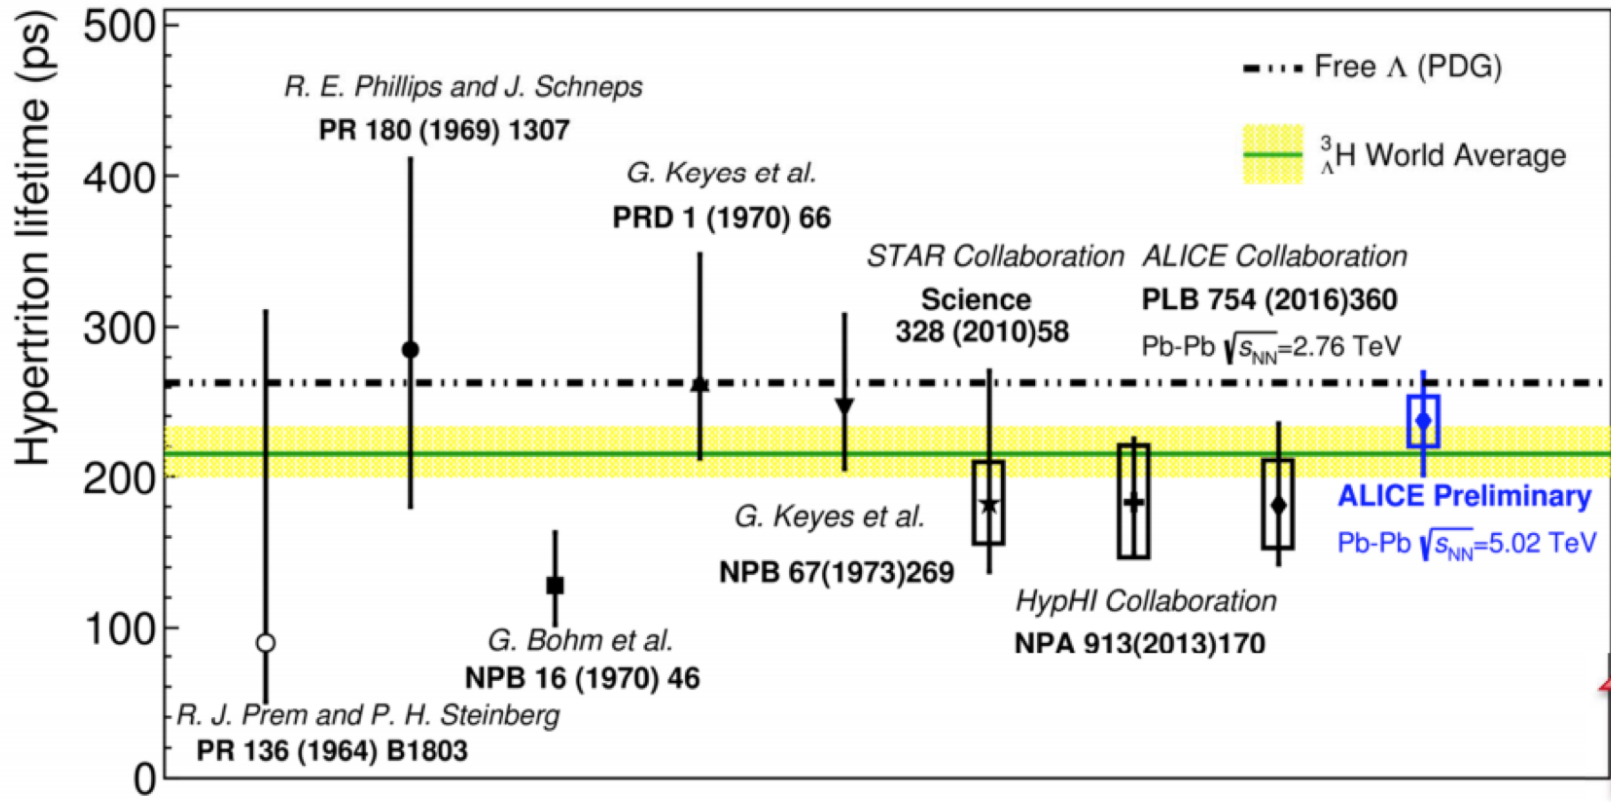 Hypertriton lifetime (ps)
500
400
300
200
100
0
R. E. Phillips and J. Schneps
PR 180 (1969) 1307
Free Λ (PDG)
³ΛH World Average
G. Keyes et al.
PRD 1 (1970) 66
STAR Collaboration
Science
328 (2010)58
ALICE Collaboration
PLB 754 (2016)360
Pb-Pb √sNN=2.76 TeV
ALICE Preliminary
Pb-Pb √sNN=5.02 TeV
G. Keyes et al.
NPB 67(1973)269
HypHI Collaboration
NPA 913(2013)170
G. Bohm et al.
NPB 16 (1970) 46
R. J. Prem and P. H. Steinberg
PR 136 (1964) B1803